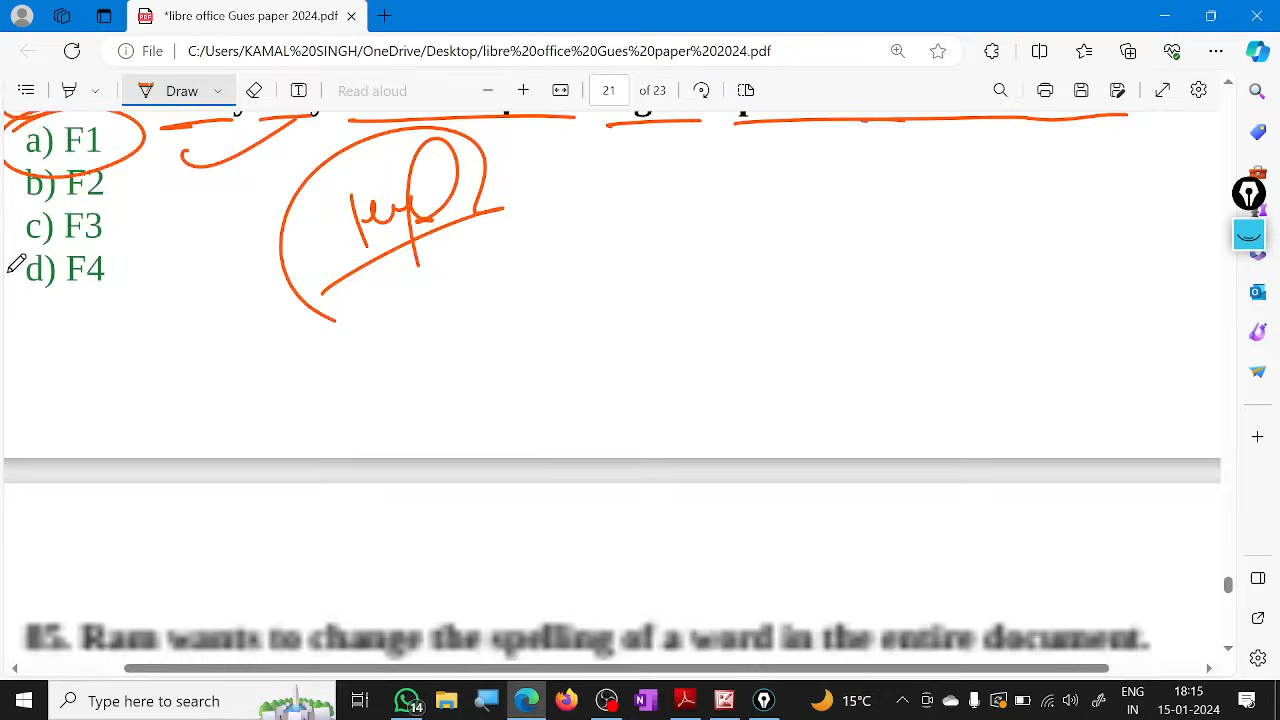 *libre office Gues paper 2024.pdf
File
C:/Users/KAMAL%20SINGH/OneDrive/Desktop/libre%20office%20Gues%20paper%202024.pdf
Draw
Read aloud
21
of 23
a) F1
b) F2
c) F3
d) F4
85. Ram wants to change the spelling of a word in the entire document.
Type here to search
14
15°C
ENG
IN
18:15
15-01-2024